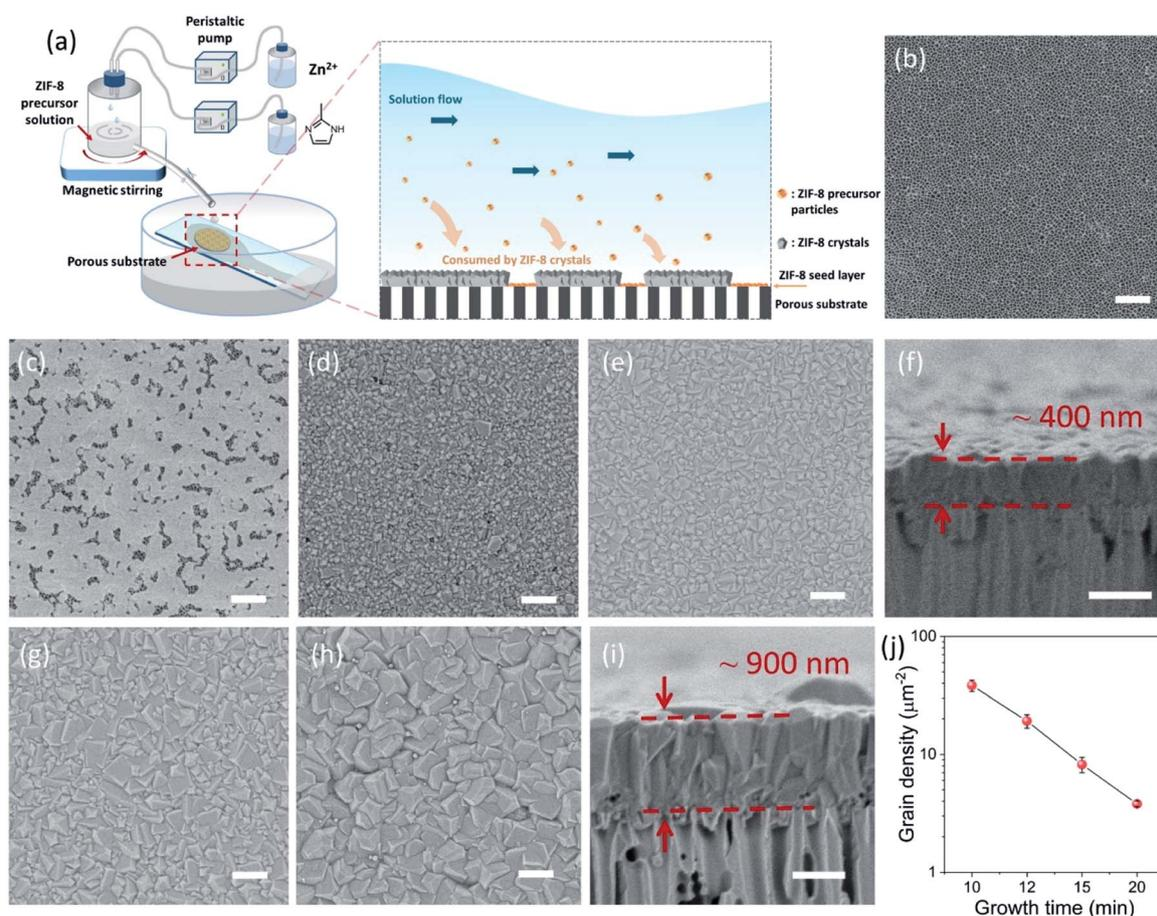 (a)
Peristaltic
pump
Zn²⁺
ZIF-8
precursor
solution
NH
Magnetic stirring
Porous substrate
Solution flow
Consumed by ZIF-8 crystals
: ZIF-8 precursor
particles
: ZIF-8 crystals
ZIF-8 seed layer
Porous substrate
(b)
(c)
(d)
(e)
(f)
~ 400 nm
(g)
(h)
(i)
~ 900 nm
(j)
Grain density (μm⁻²)
100
10
1
10 12 15 20
Growth time (min)